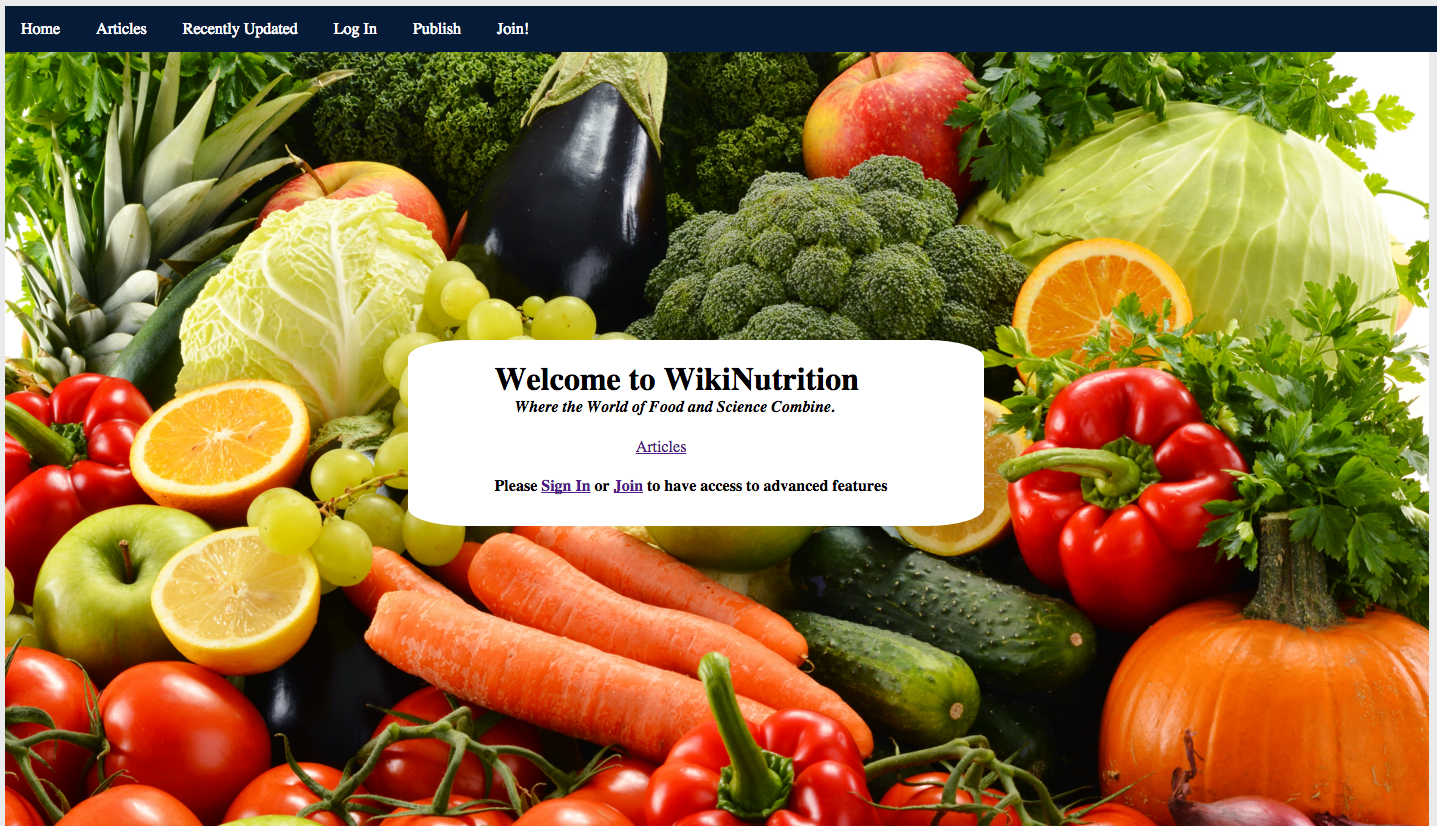 Home Articles Recently Updated Log In Publish Join!
Welcome to WikiNutrition
Where the World of Food and Science Combine.
Articles
Please Sign In or Join to have access to advanced features